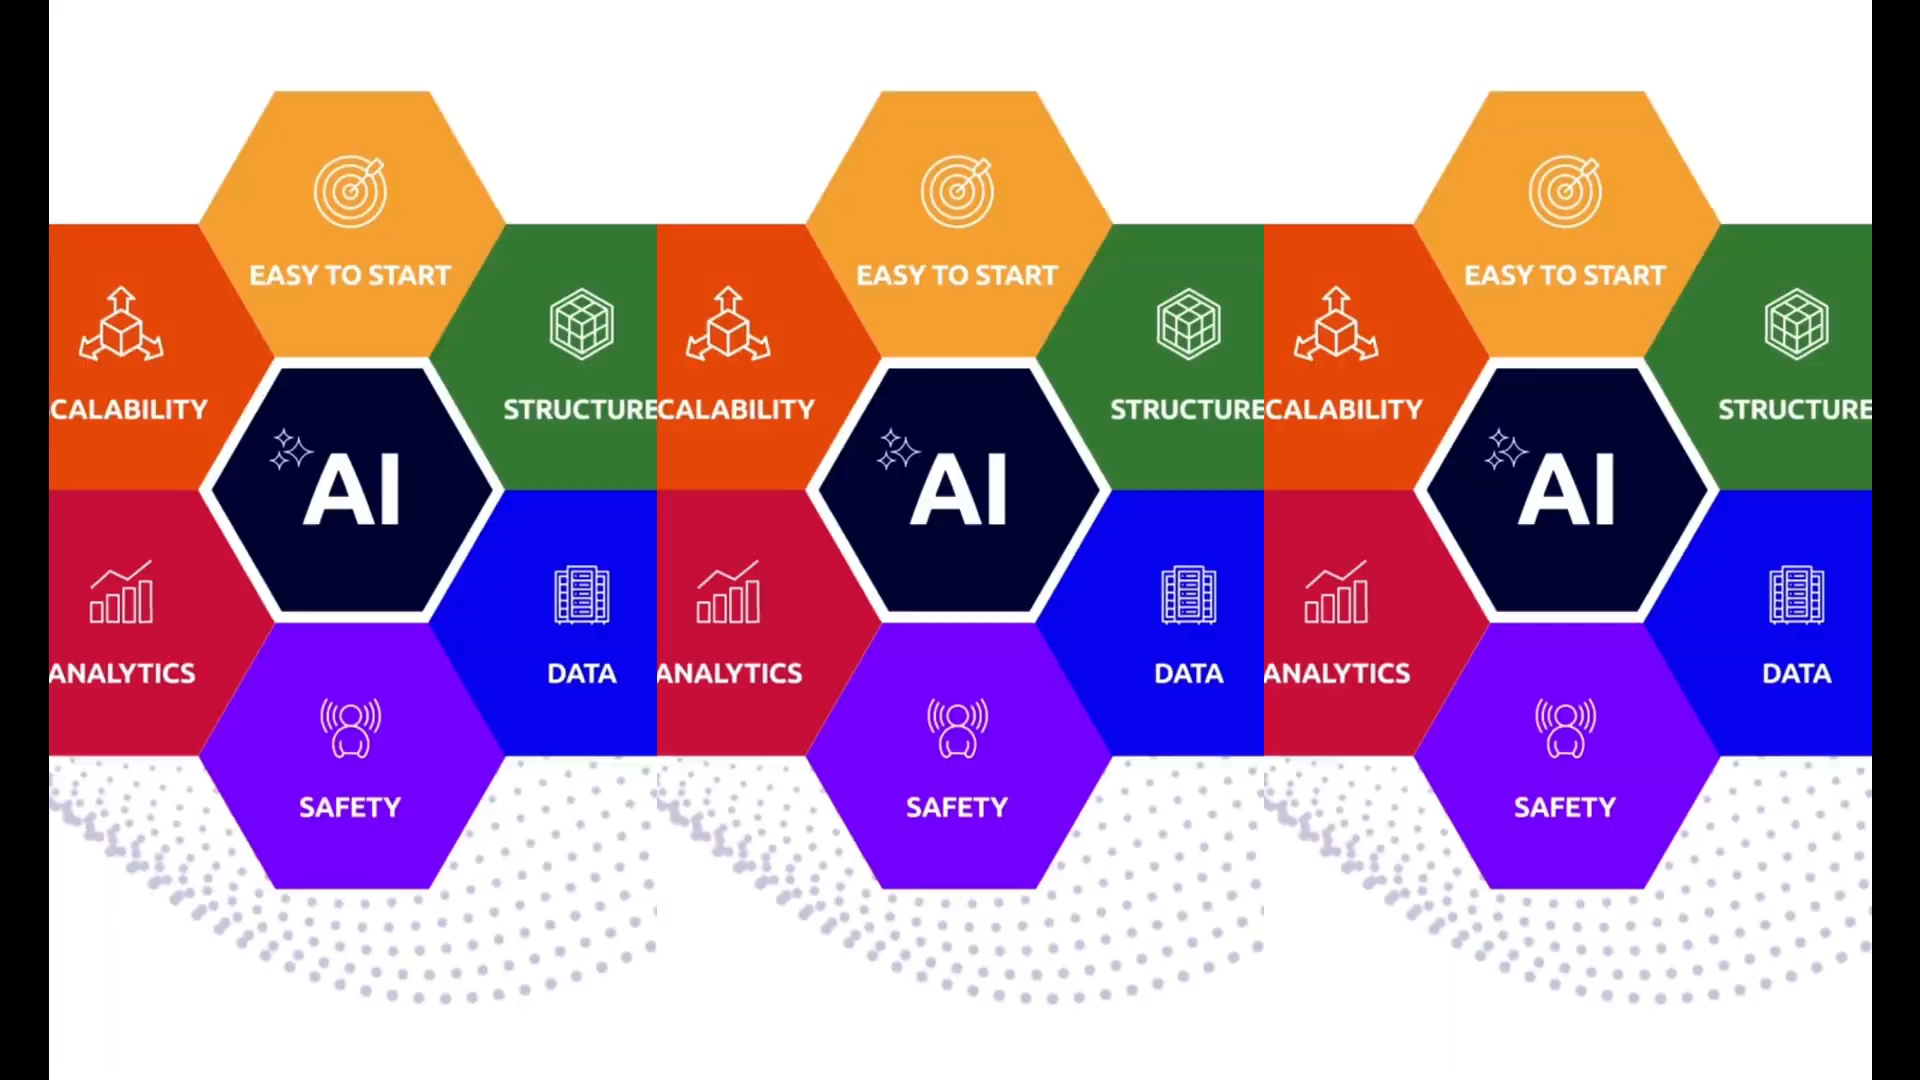 EASY TO START
EASY TO START
EASY TO START
CALABILITY
STRUCTURE
CALABILITY
STRUCTURE
CALABILITY
STRUCTURE
AI
AI
AI
ANALYTICS
DATA
ANALYTICS
DATA
ANALYTICS
DATA
SAFETY
SAFETY
SAFETY